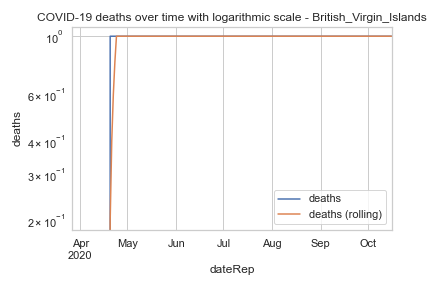 COVID-19 deaths over time with logarithmic scale - British_Virgin_Islands
10⁰
6 × 10⁻¹
4 × 10⁻¹
3 × 10⁻¹
2 × 10⁻¹
deaths
deaths
deaths (rolling)
Apr May Jun Jul Aug Sep Oct
2020
dateRep